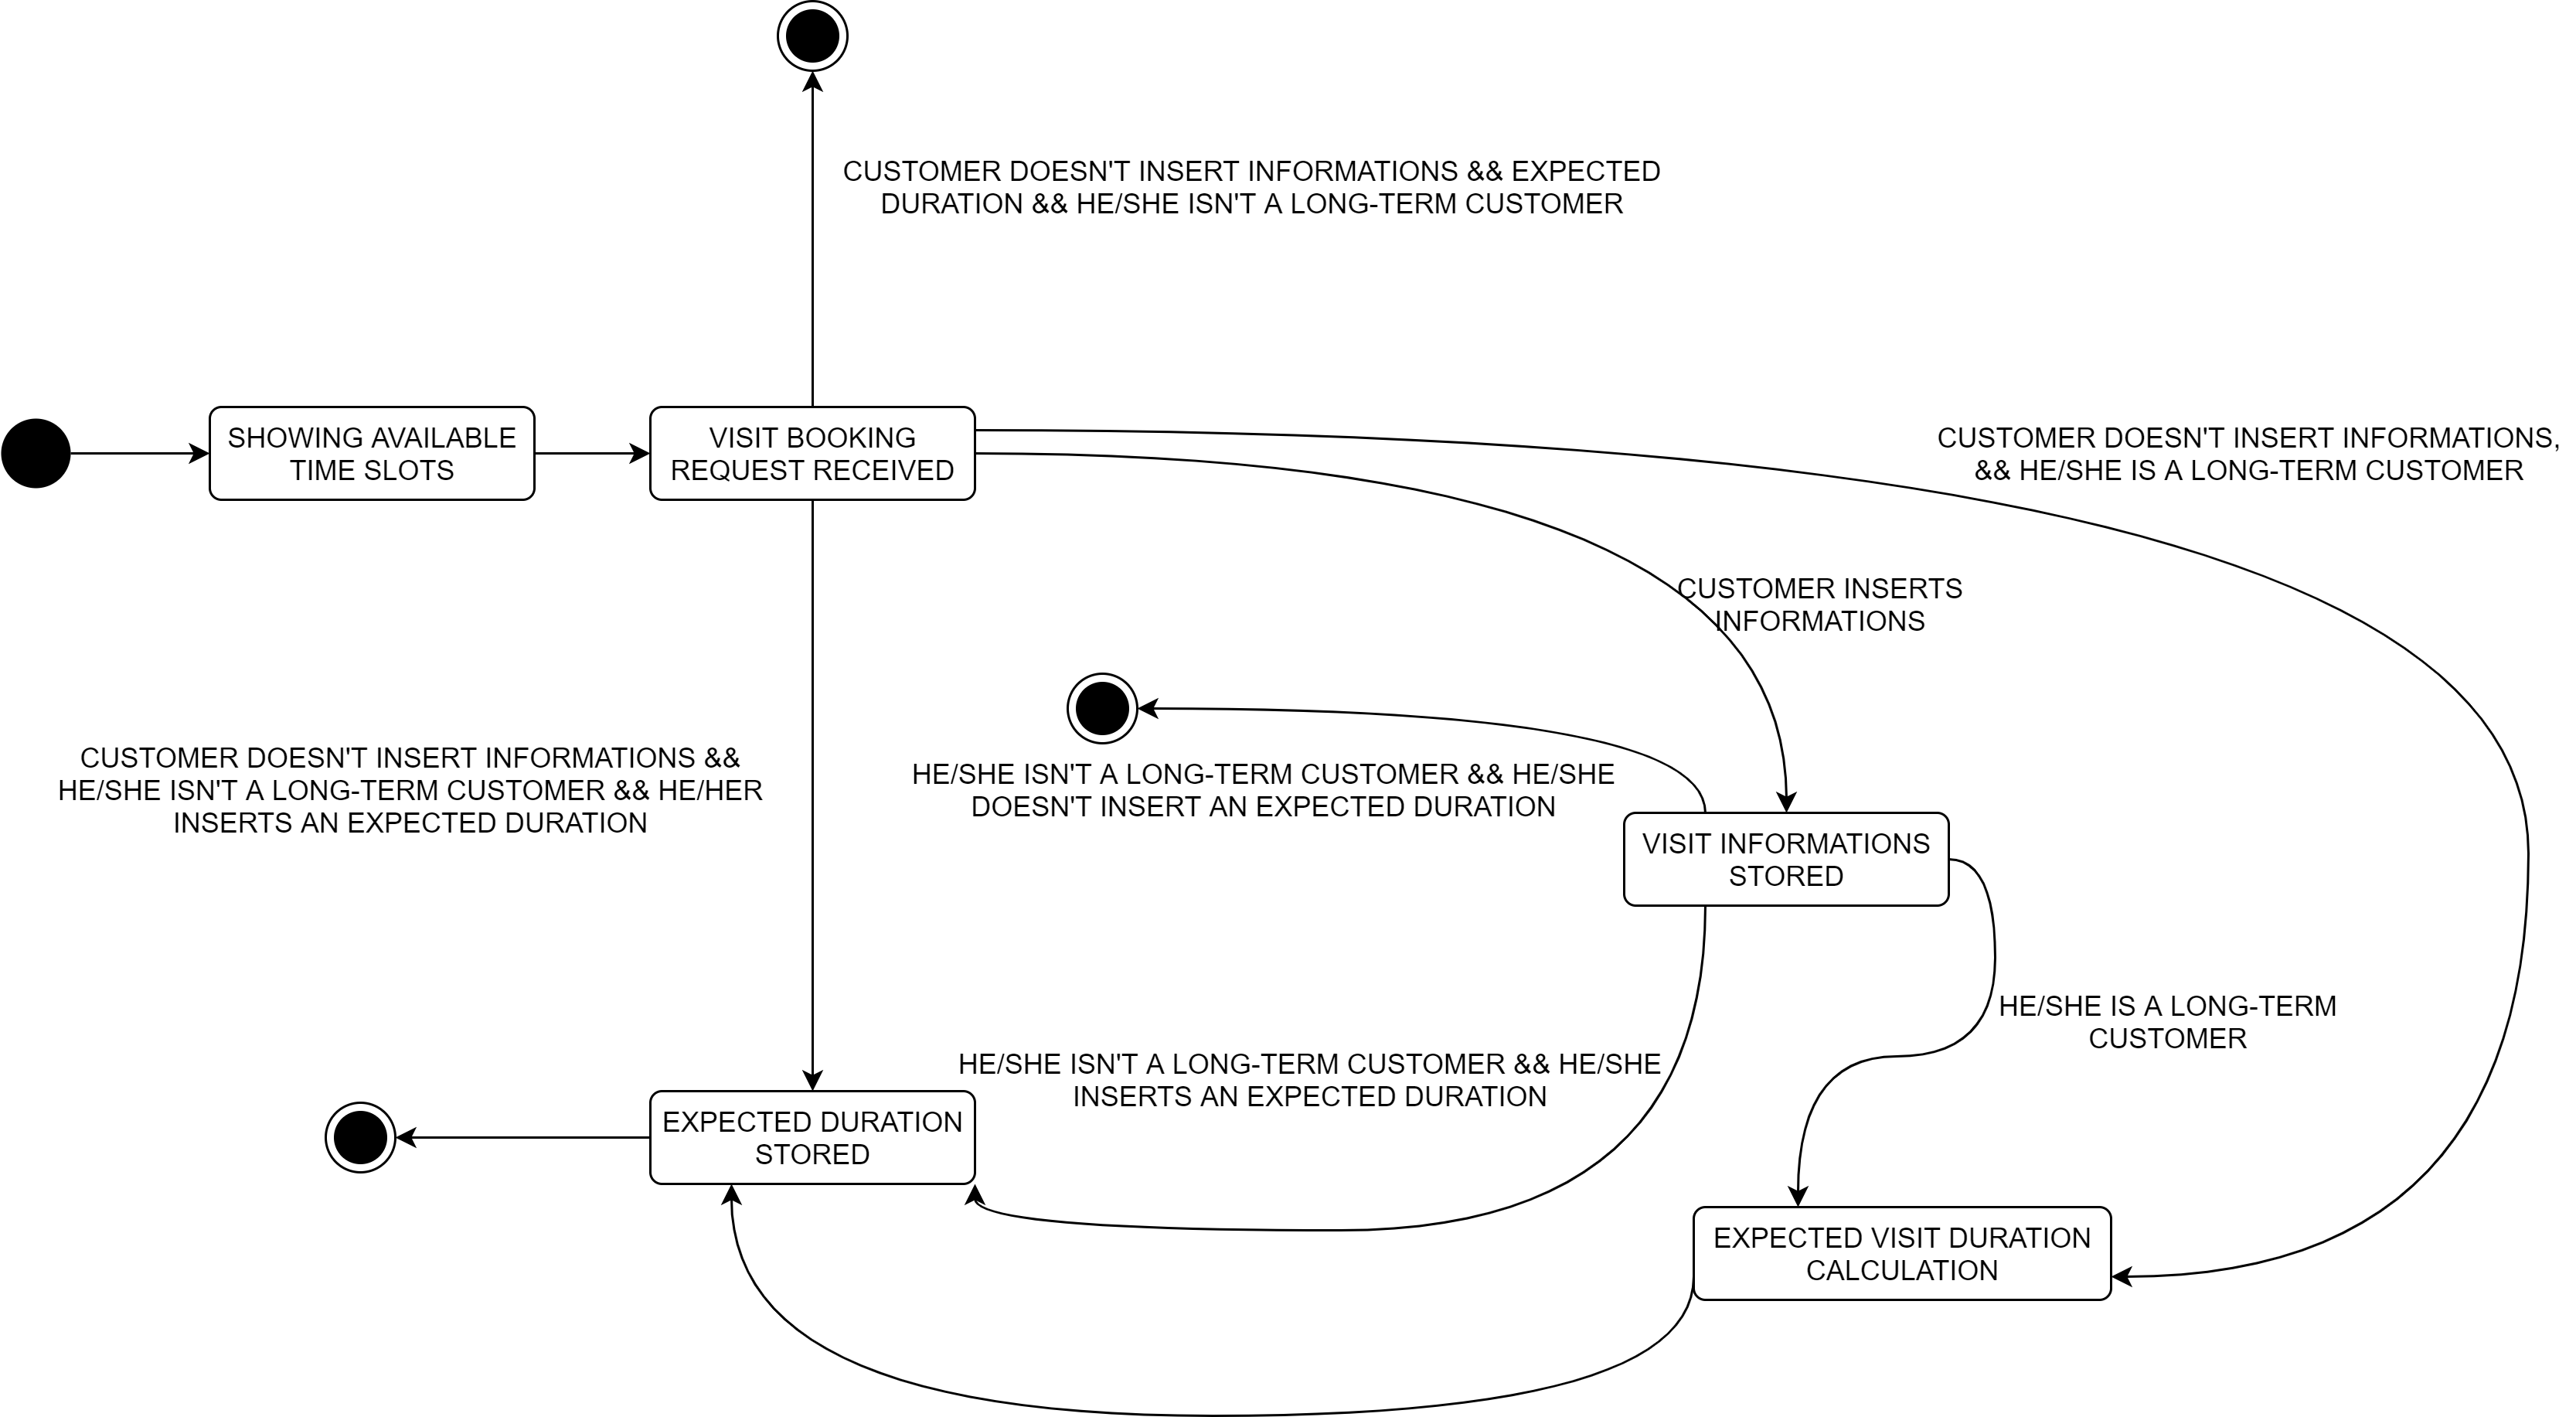 CUSTOMER DOESN'T INSERT INFORMATIONS && EXPECTED
DURATION && HE/SHE ISN'T A LONG-TERM CUSTOMER
SHOWING AVAILABLE
TIME SLOTS
VISIT BOOKING
REQUEST RECEIVED
CUSTOMER DOESN'T INSERT INFORMATIONS,
&& HE/SHE IS A LONG-TERM CUSTOMER
CUSTOMER INSERTS
INFORMATIONS
CUSTOMER DOESN'T INSERT INFORMATIONS &&
HE/SHE ISN'T A LONG-TERM CUSTOMER && HE/HER
INSERTS AN EXPECTED DURATION
HE/SHE ISN'T A LONG-TERM CUSTOMER && HE/SHE
DOESN'T INSERT AN EXPECTED DURATION
VISIT INFORMATIONS
STORED
HE/SHE IS A LONG-TERM
CUSTOMER
HE/SHE ISN'T A LONG-TERM CUSTOMER && HE/SHE
INSERTS AN EXPECTED DURATION
EXPECTED DURATION
STORED
EXPECTED VISIT DURATION
CALCULATION